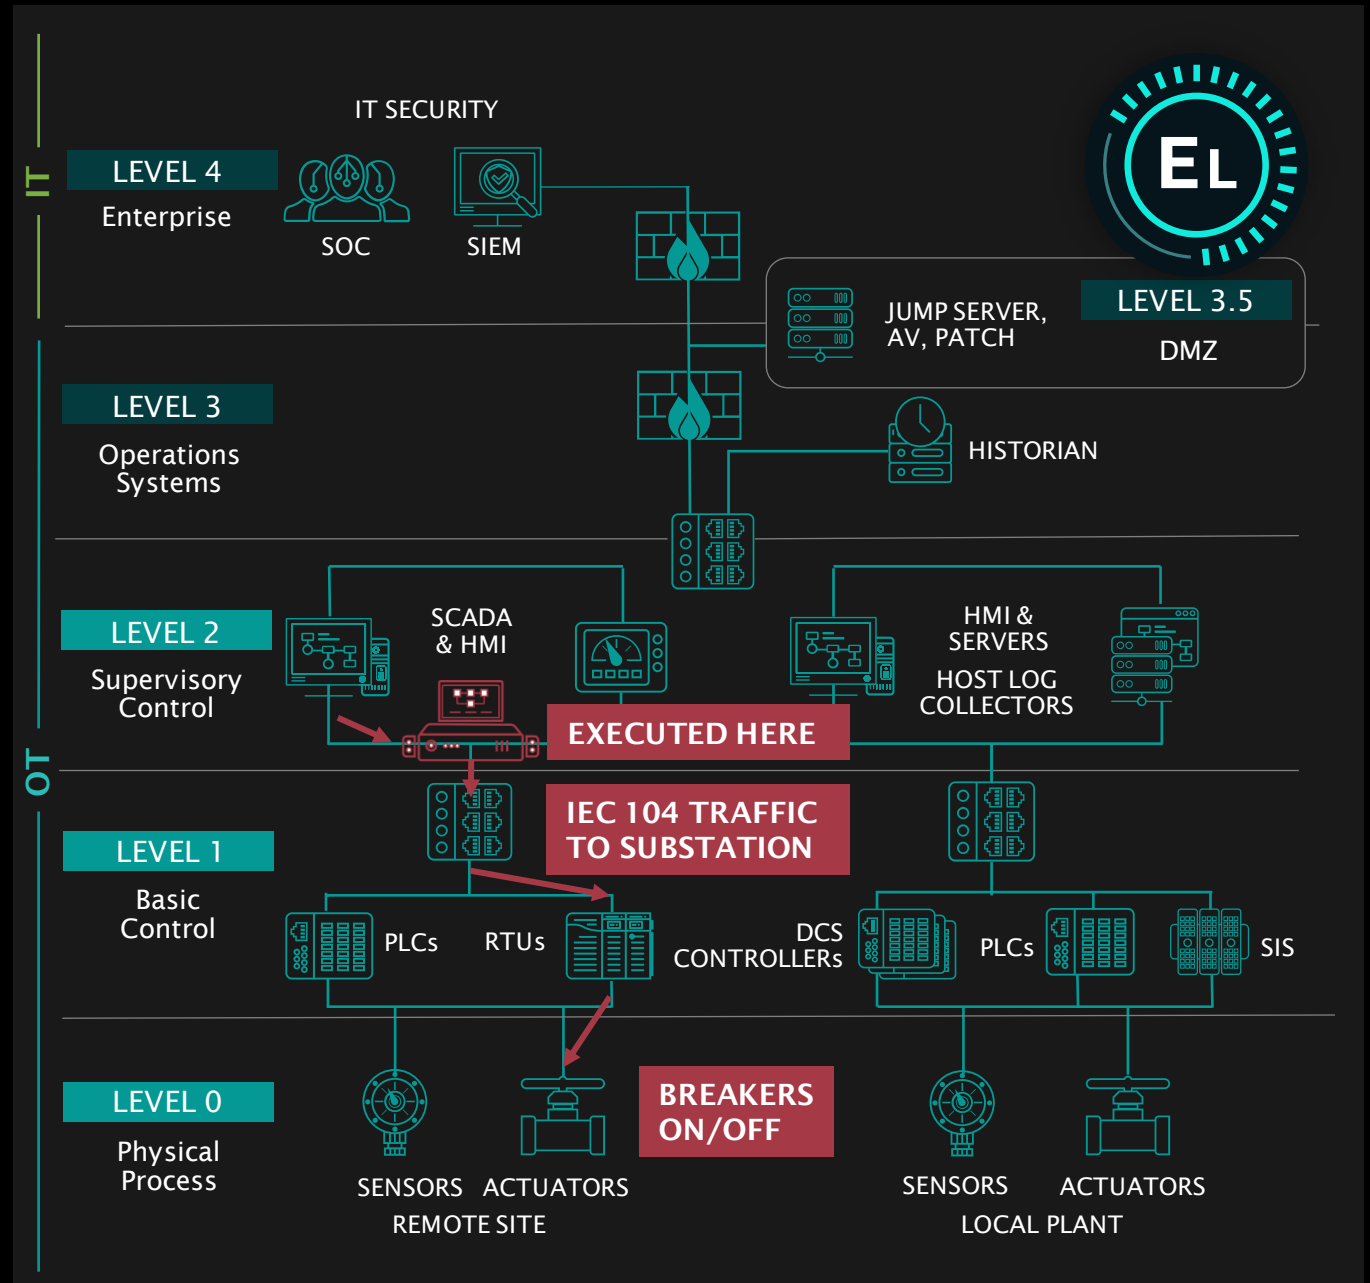 IT
OT
EL
IT SECURITY
LEVEL 4
Enterprise
SOC
SIEM
JUMP SERVER,
AV, PATCH
LEVEL 3.5
DMZ
LEVEL 3
Operations
Systems
HISTORIAN
LEVEL 2
Supervisory
Control
SCADA
& HMI
HMI &
SERVERS
HOST LOG
COLLECTORS
EXECUTED HERE
IEC 104 TRAFFIC
TO SUBSTATION
LEVEL 1
Basic
Control
PLCs
RTUs
DCS
CONTROLLERs
PLCs
SIS
LEVEL 0
Physical
Process
BREAKERS
ON/OFF
SENSORS
ACTUATORS
REMOTE SITE
SENSORS
ACTUATORS
LOCAL PLANT